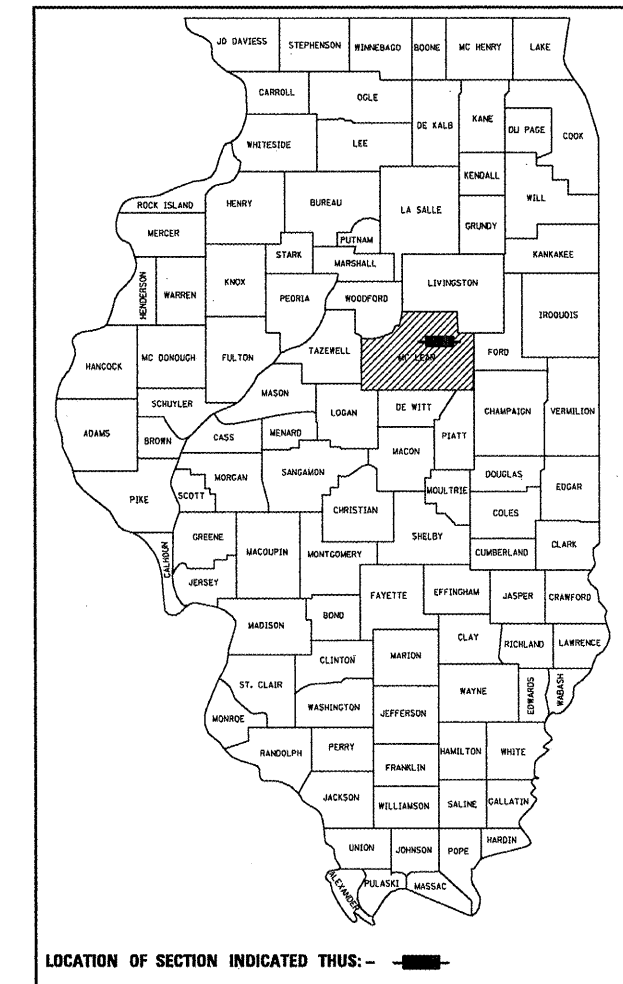 JO DAVIESS STEPHENSON WINNEBAGO BOONE MC HENRY LAKE
CARROLL OGLE DE KALB KANE DU PAGE COOK
WHITESIDE LEE KENDALL WILL
ROCK ISLAND HENRY BUREAU LA SALLE GRUNDY
MERCER PUTNAM KANKAKEE
STARK MARSHALL
HENDERSON WARREN KNOX PEORIA WOODFORD LIVINGSTON IROQUOIS
HANCOCK MC DONOUGH FULTON TAZEWELL MC LEAN FORD
MASON
SCHUYLER LOGAN DE WITT CHAMPAIGN VERMILION
ADAMS BROWN CASS MENARD MACON PIATT
PIKE SCOTT MORGAN SANGAMON MOULTRIE DOUGLAS EDGAR
CHRISTIAN COLES
CALHOUN GREENE MACOUPIN MONTGOMERY SHELBY CUMBERLAND CLARK
JERSEY FAYETTE EFFINGHAM JASPER CRAWFORD
MADISON BOND CLAY RICHLAND LAWRENCE
CLINTON MARION
ST. CLAIR WAYNE EDWARDS WABASH
MONROE WASHINGTON JEFFERSON
RANDOLPH PERRY HAMILTON WHITE
FRANKLIN
JACKSON WILLIAMSON SALINE GALLATIN
UNION JOHNSON POPE HARDIN
ALEXANDER PULASKI MASSAC
LOCATION OF SECTION INDICATED THUS: -